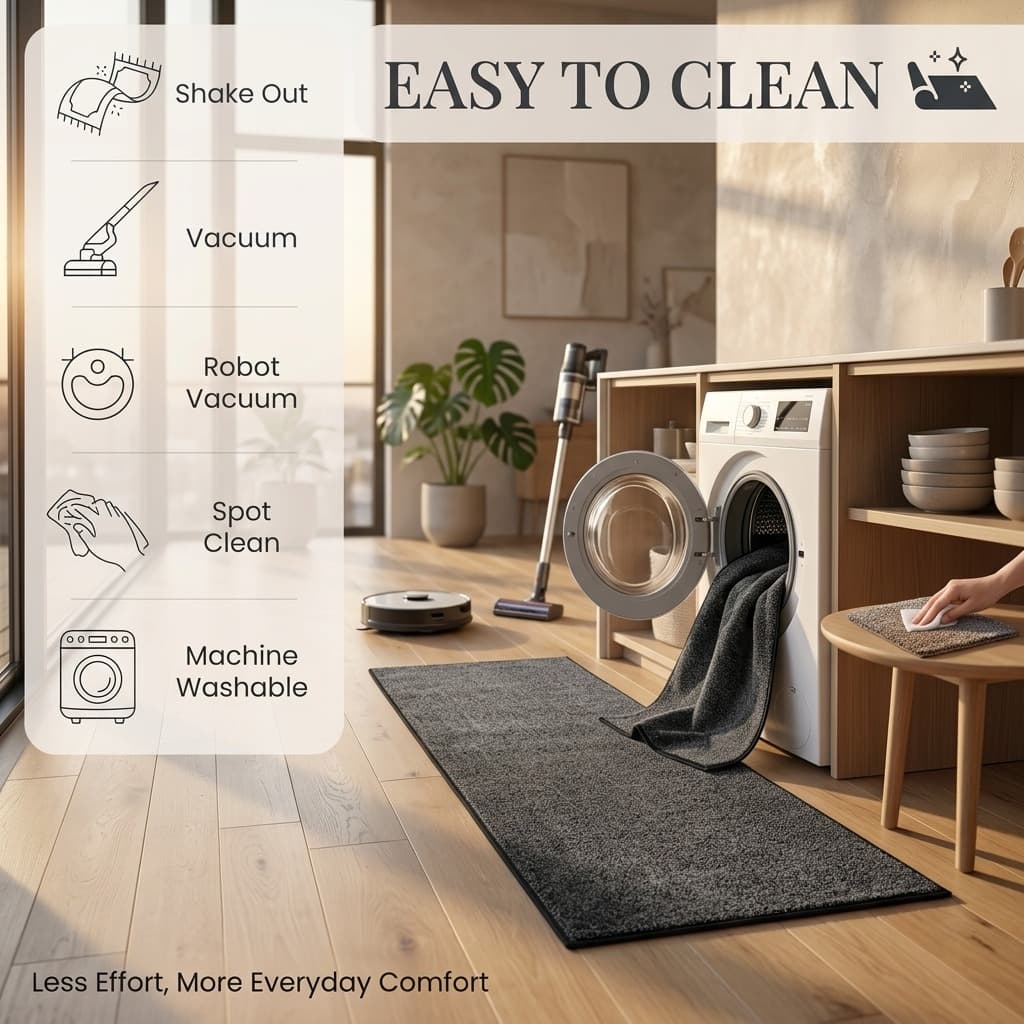 EASY TO CLEAN
Shake Out
Vacuum
Robot
Vacuum
Spot
Clean
Machine
Washable
Less Effort, More Everyday Comfort